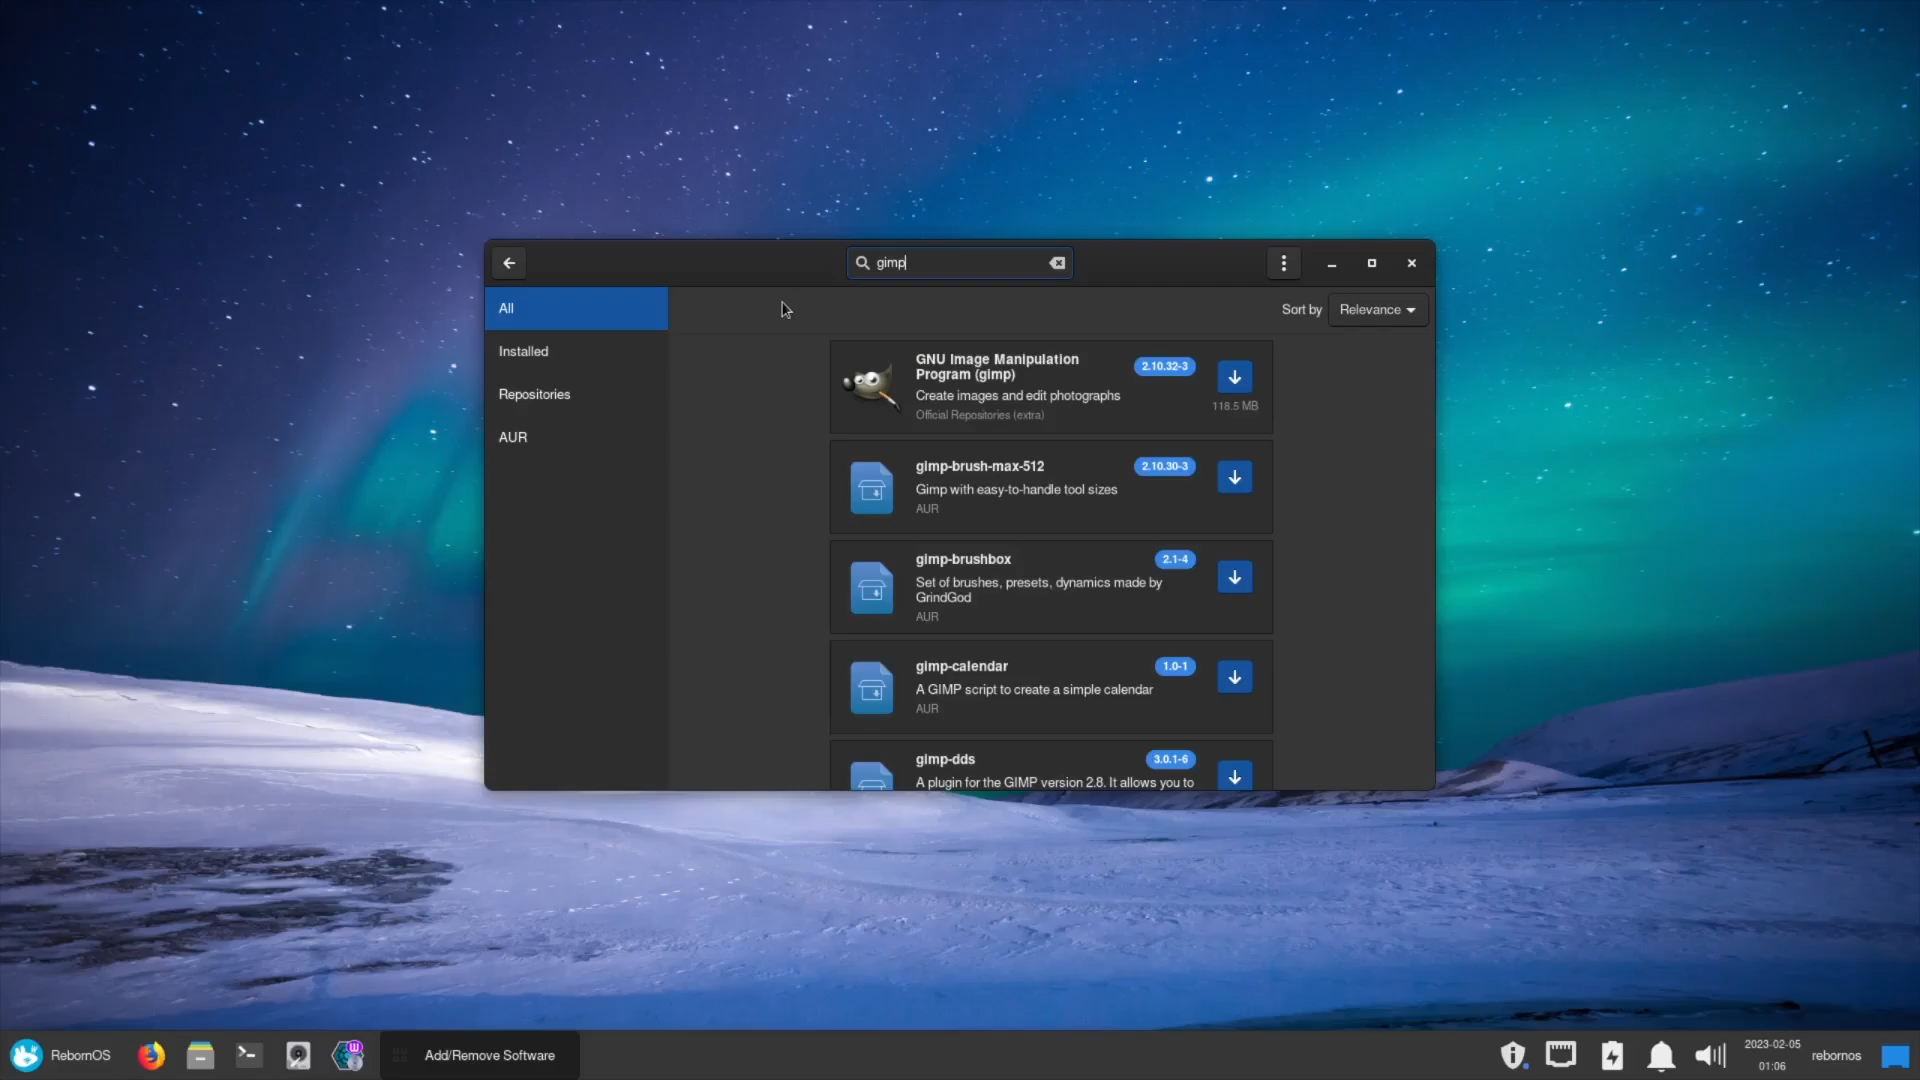 gimp
All
Sort by
Relevance
Installed
Repositories
AUR
GNU Image Manipulation
Program (gimp)
2.10.32-3
Create images and edit photographs
118.5 MB
Official Repositories (extra)
gimp-brush-max-512
2.10.30-3
Gimp with easy-to-handle tool sizes
AUR
gimp-brushbox
2.1-4
Set of brushes, presets, dynamics made by
GrindGod
AUR
gimp-calendar
1.0-1
A GIMP script to create a simple calendar
AUR
gimp-dds
3.0.1-6
A plugin for the GIMP version 2.8. It allows you to
RebornOS
W
Add/Remove Software
2023-02-05
01:06
rebornos